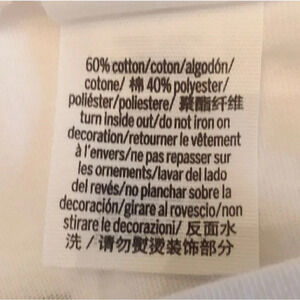 60% cotton/coton/algodón/
cotone/ 棉 40% polyester/
poliéster/poliestere/ 聚酯纤维
turn inside out/do not iron on
decoration/retourner le vêtement
à l'envers/ne pas repasser sur
les ornements/lavar del lado
del revés/no planchar sobre la
decoración/girare al rovescio/non
stirare le decorazioni/ 反面水
洗 / 请勿熨烫装饰部分